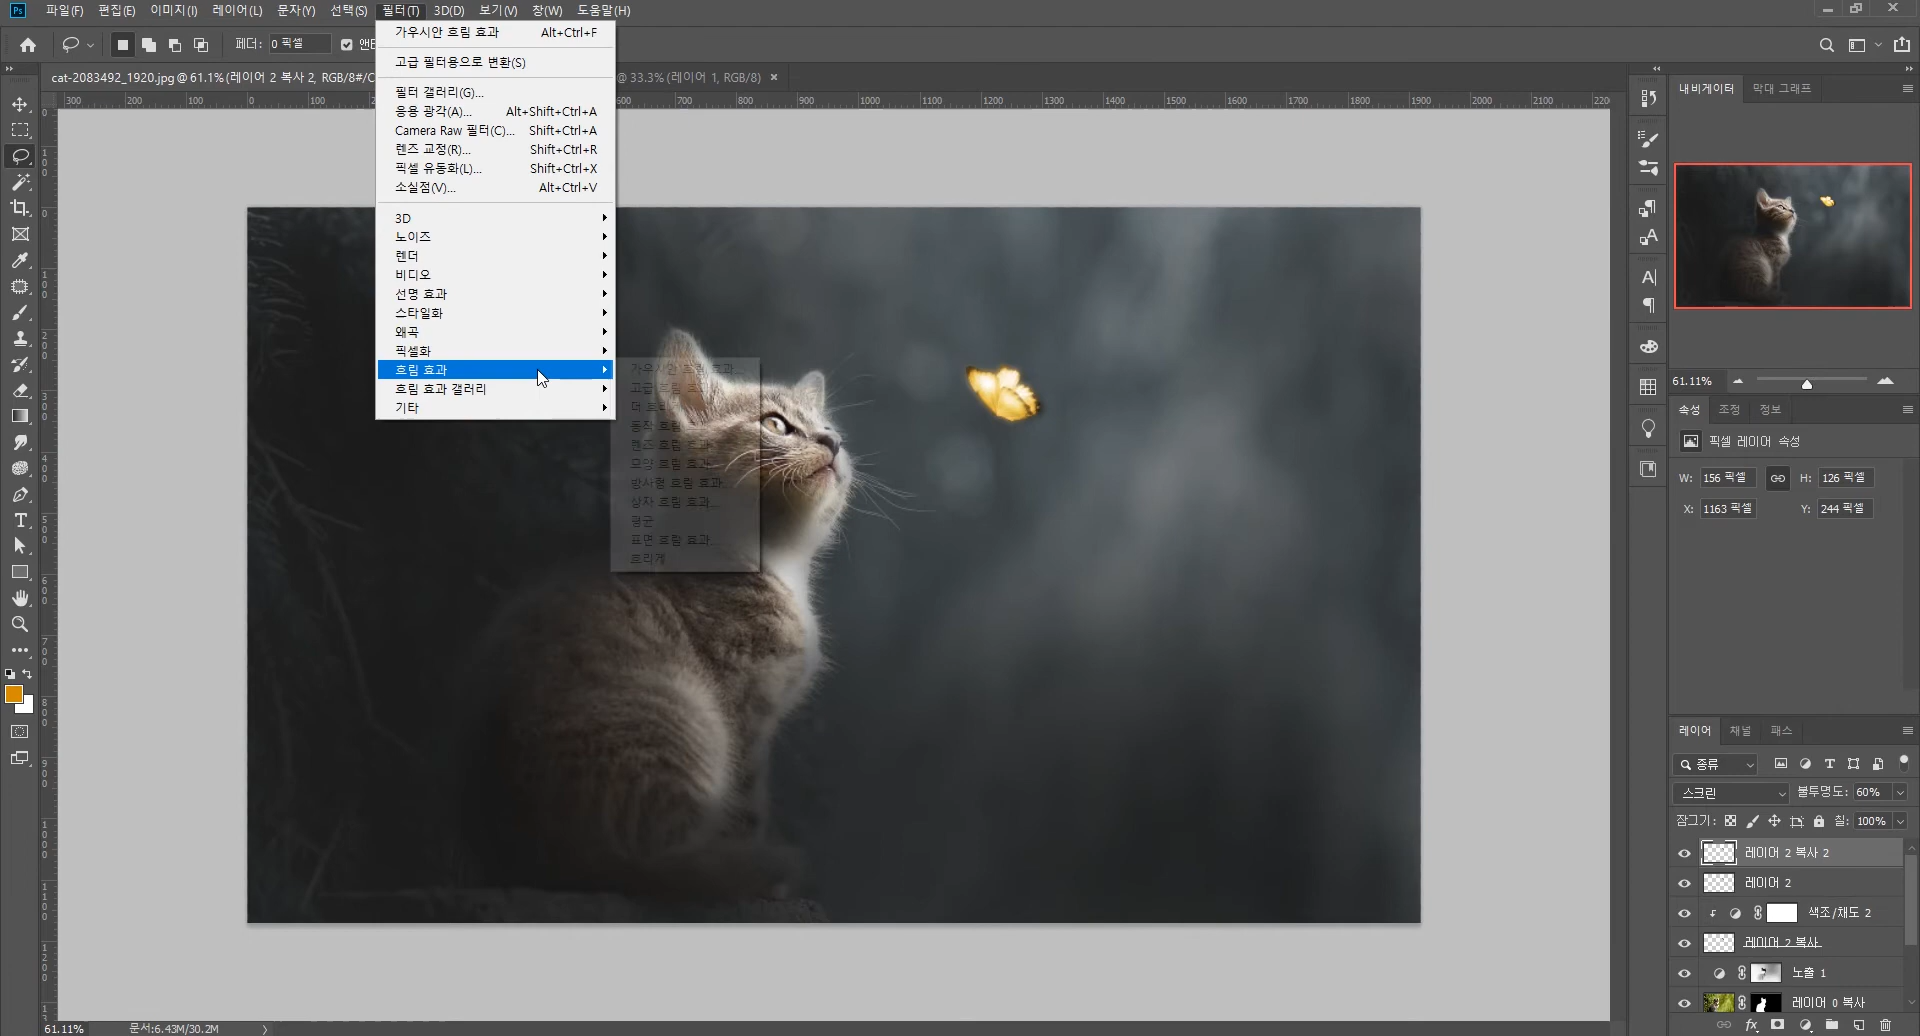 Ps 파일(F) 편집(E) 이미지(I) 레이어(L) 문자(Y) 선택(S) 필터(T) 3D(D) 보기(V) 창(W) 도움말(H)
페더: 0 픽셀
cat-2083492_1920.jpg @ 61.1% (레이어 2 복사 2, RGB/8#/C
@ 33.3% (레이어 1, RGB/8) ×
가우시안 흐림 효과 Alt+Ctrl+F
고급 필터용으로 변환(S)
필터 갤러리(G)...
응용 광각(A)... Alt+Shift+Ctrl+A
Camera Raw 필터(C)... Shift+Ctrl+A
렌즈 교정(R)... Shift+Ctrl+R
픽셀 유동화(L)... Shift+Ctrl+X
소실점(V)... Alt+Ctrl+V
3D
노이즈
렌더
비디오
선명 효과
스타일화
왜곡
픽셀화
흐림 효과
흐림 효과 갤러리
기타
가우시안 흐림 효과...
고급 흐림
더 흐
동작 흐림
렌즈 흐림 효과...
모양 흐림 효과...
방사형 흐림 효과...
상자 흐림 효과...
평균
표면 흐림 효과...
흐리게
300 200 100 0 100 600 700 800 900 1000 1100 1200 1300 1400 1500 1600 1700 1800 1900 2000 2100 220
내비게이터 막대 그래프
61.11%
속성 조정 정보
픽셀 레이어 속성
W: 156 픽셀 H: 126 픽셀
X: 1163 픽셀 Y: 244 픽셀
레이어 채널 패스
종류
스크린 불투명도: 60%
잠그기: 칠: 100%
레이어 2 복사 2
레이어 2
색조/채도 2
레이어 2 복사
노출 1
레이어 0 복사
61.11% 문서:6.43M/30.2M